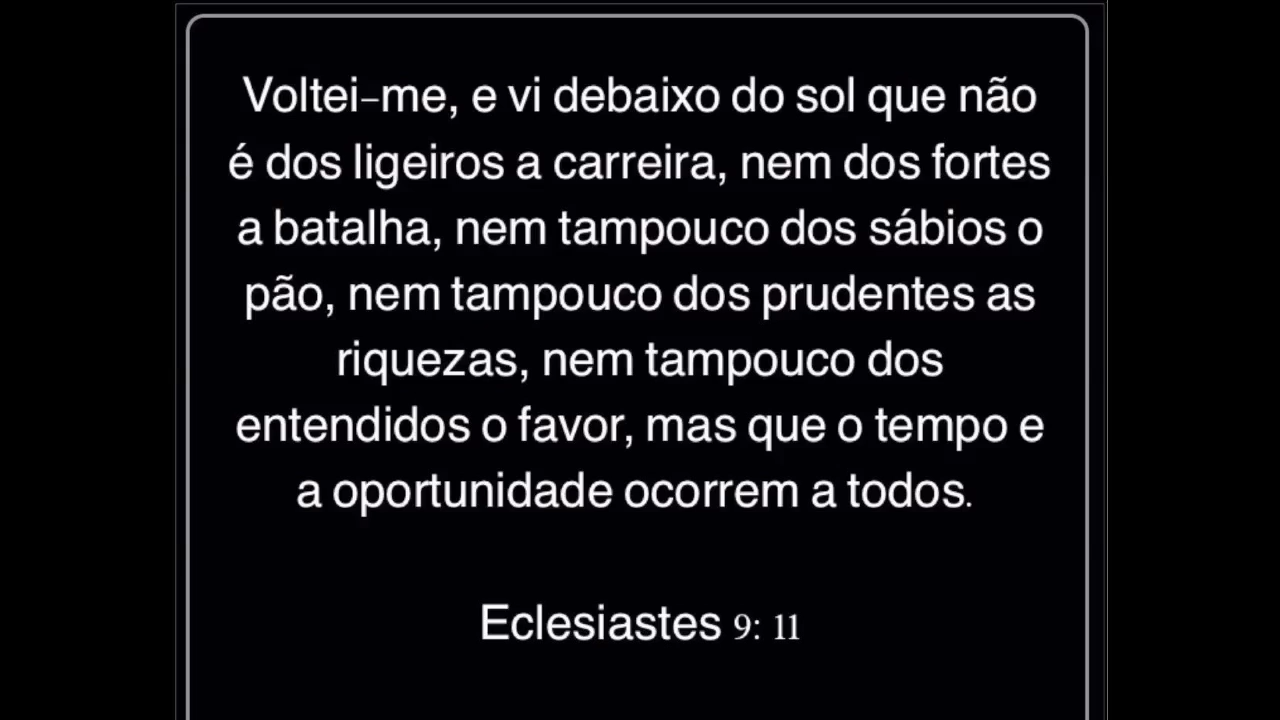 Voltei-me, e vi debaixo do sol que não
é dos ligeiros a carreira, nem dos fortes
a batalha, nem tampouco dos sábios o
pão, nem tampouco dos prudentes as
riquezas, nem tampouco dos
entendidos o favor, mas que o tempo e
a oportunidade ocorrem a todos.
Eclesiastes 9: 11